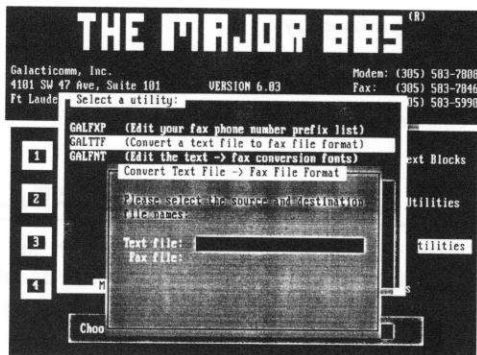 THE MAJOR BBS (R)
Galacticomm, Inc. Modem: (305) 583-7808
4101 SW 47 Ave, Suite 101 VERSION 6.03 Fax: (305) 583-7846
Ft Laude 583-5990
Select a utility:
GALFXP (Edit your fax phone number prefix list)
GALTTF (Convert a text file to fax file format)
GALFNT (Edit the text -> fax conversion fonts)
Convert Text File -> Fax File Format
1 ext Blocks
Please select the source and destination
file names:
2 Utilities
3 tilities
Text file:
Fax file:
4 M s
Choo